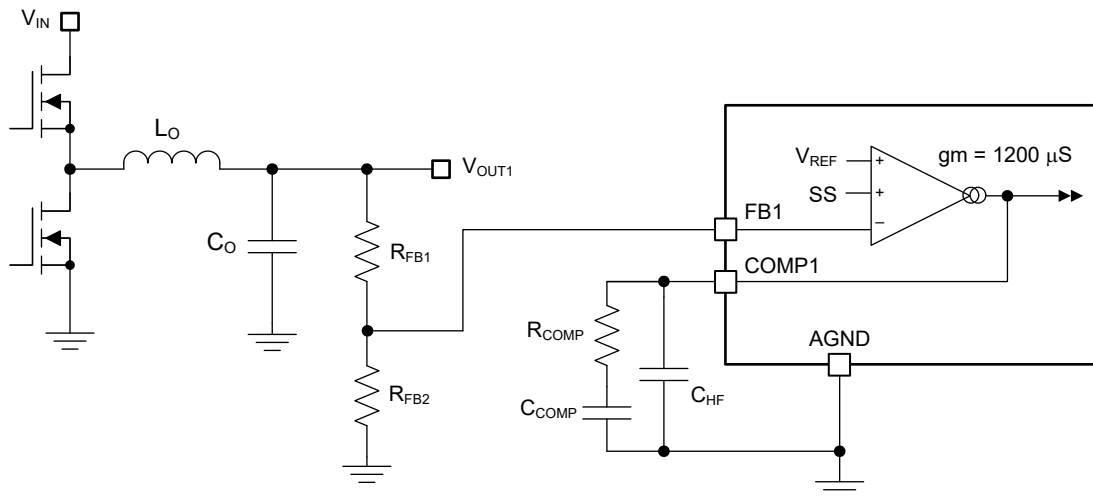 V_IN
L_O
V_OUT1
C_O
R_FB1
R_FB2
V_REF
SS
gm = 1200 μS
+
+
–
FB1
COMP1
AGND
R_COMP
C_COMP
C_HF